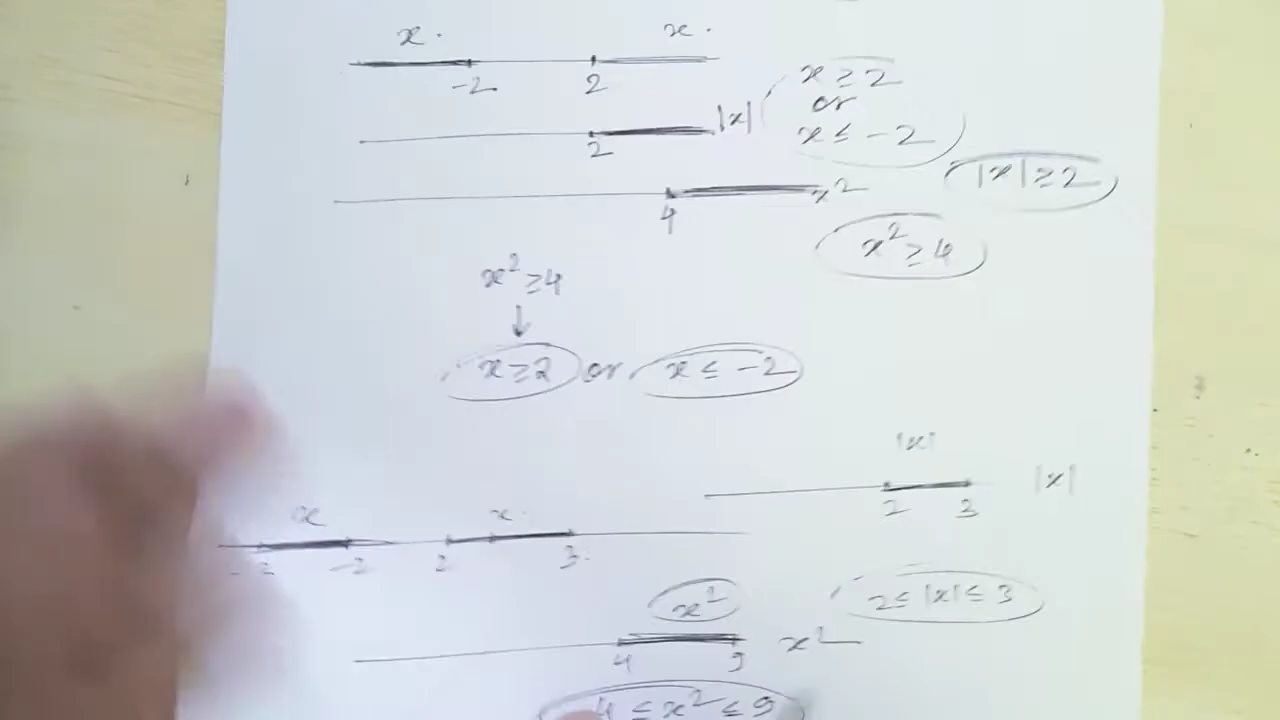 x. x.
-2 2
x ≥ 2
or
x ≤ -2
|x|
2
|x| ≥ 2
x²
4
x² ≥ 4
x² ≥ 4
↓
x ≥ 2 or x ≤ -2
|x|
|x|
2 3
x x.
-2 2 3.
2 ≤ |x| ≤ 3
x²
x²
4 9
4 ≤ x² ≤ 9